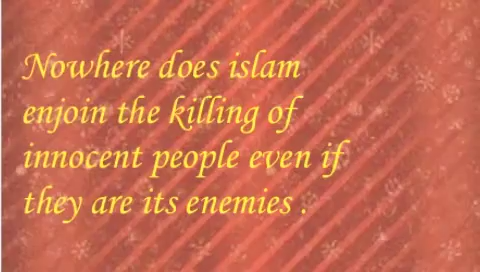 Nowhere does islam
enjoin the killing of
innocent people even if
they are its enemies .